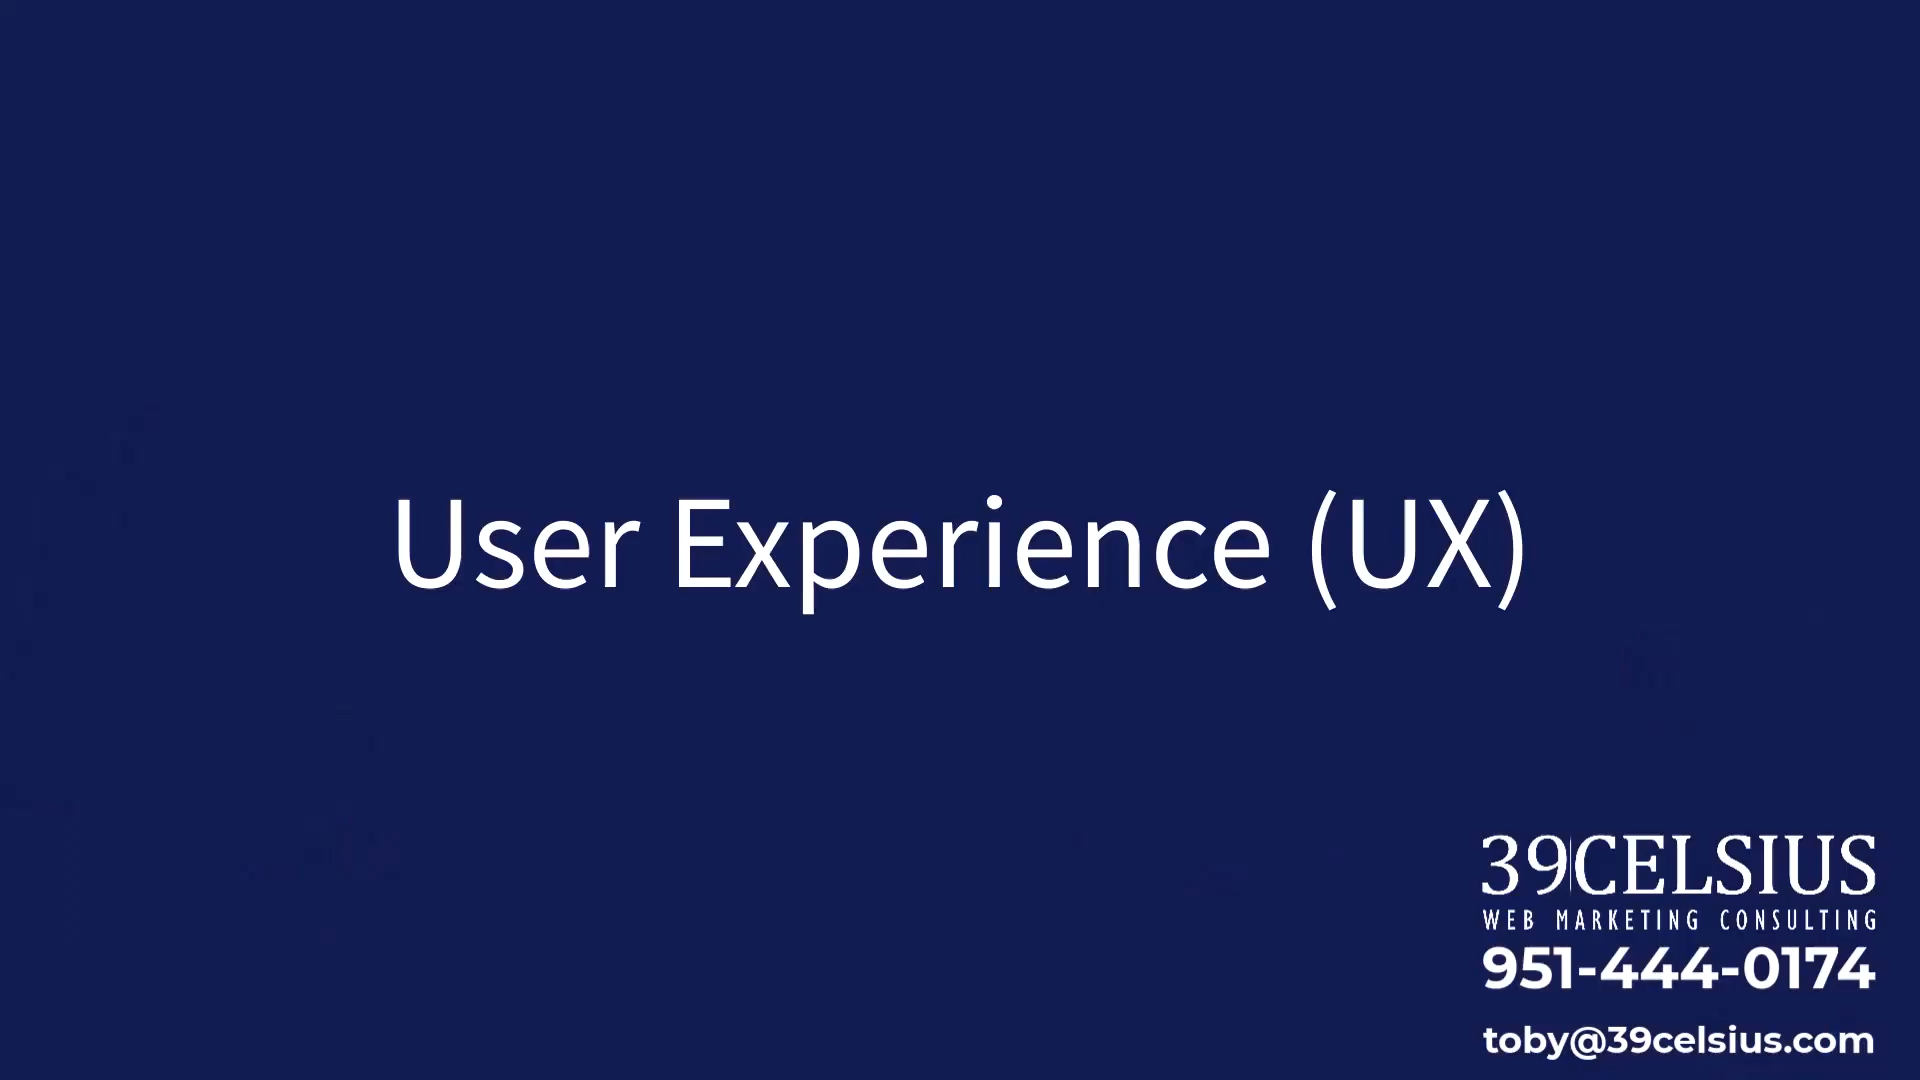 User Experience (UX)
39CELSIUS
WEB MARKETING CONSULTING
951-444-0174
toby@39celsius.com